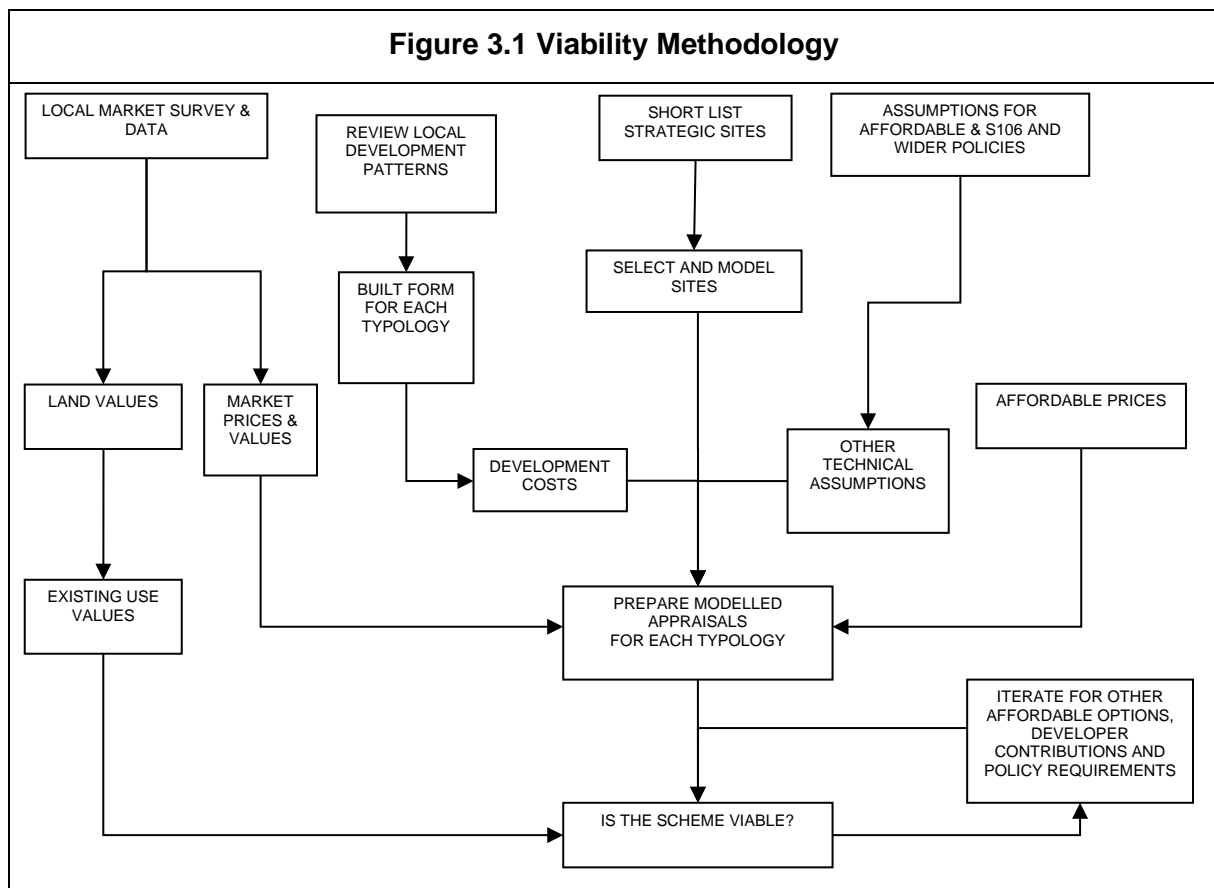 Figure 3.1 Viability Methodology
LOCAL MARKET SURVEY &
DATA
REVIEW LOCAL
DEVELOPMENT
PATTERNS
SHORT LIST
STRATEGIC SITES
ASSUMPTIONS FOR
AFFORDABLE & S106 AND
WIDER POLICIES
SELECT AND MODEL
SITES
BUILT FORM
FOR EACH
TYPOLOGY
LAND VALUES
MARKET
PRICES &
VALUES
AFFORDABLE PRICES
DEVELOPMENT
COSTS
OTHER
TECHNICAL
ASSUMPTIONS
EXISTING USE
VALUES
PREPARE MODELLED
APPRAISALS
FOR EACH TYPOLOGY
ITERATE FOR OTHER
AFFORDABLE OPTIONS,
DEVELOPER
CONTRIBUTIONS AND
POLICY REQUIREMENTS
IS THE SCHEME VIABLE?